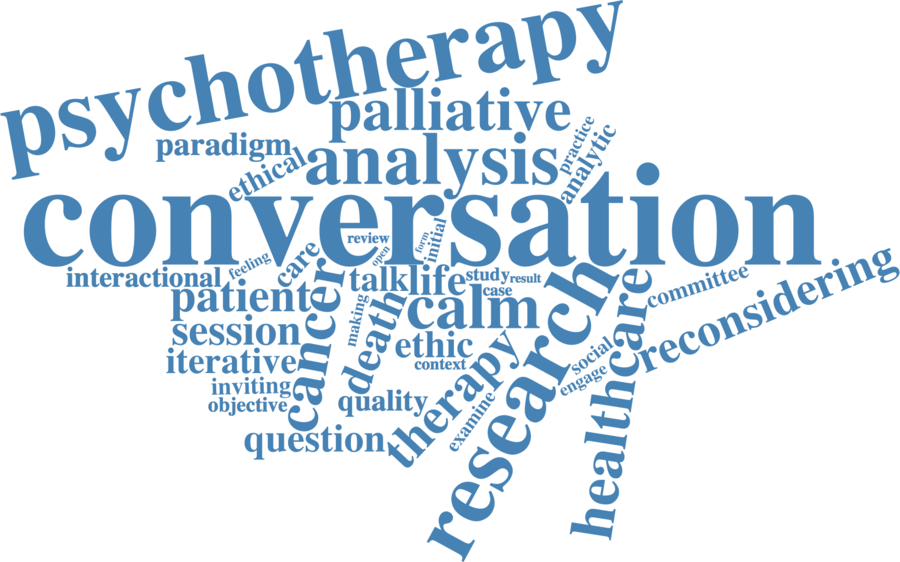 psychotherapy
palliative
paradigm
practice
analytic
ethical
analysis
conversation
review
open
form
initial
interactional
feeling
care
talk
life
study
result
case
committee
reconsidering
patient
cancer
making
death
calm
research
healthcare
session
ethic
iterative
context
therapy
social
engage
inviting
objective
quality
examine
question